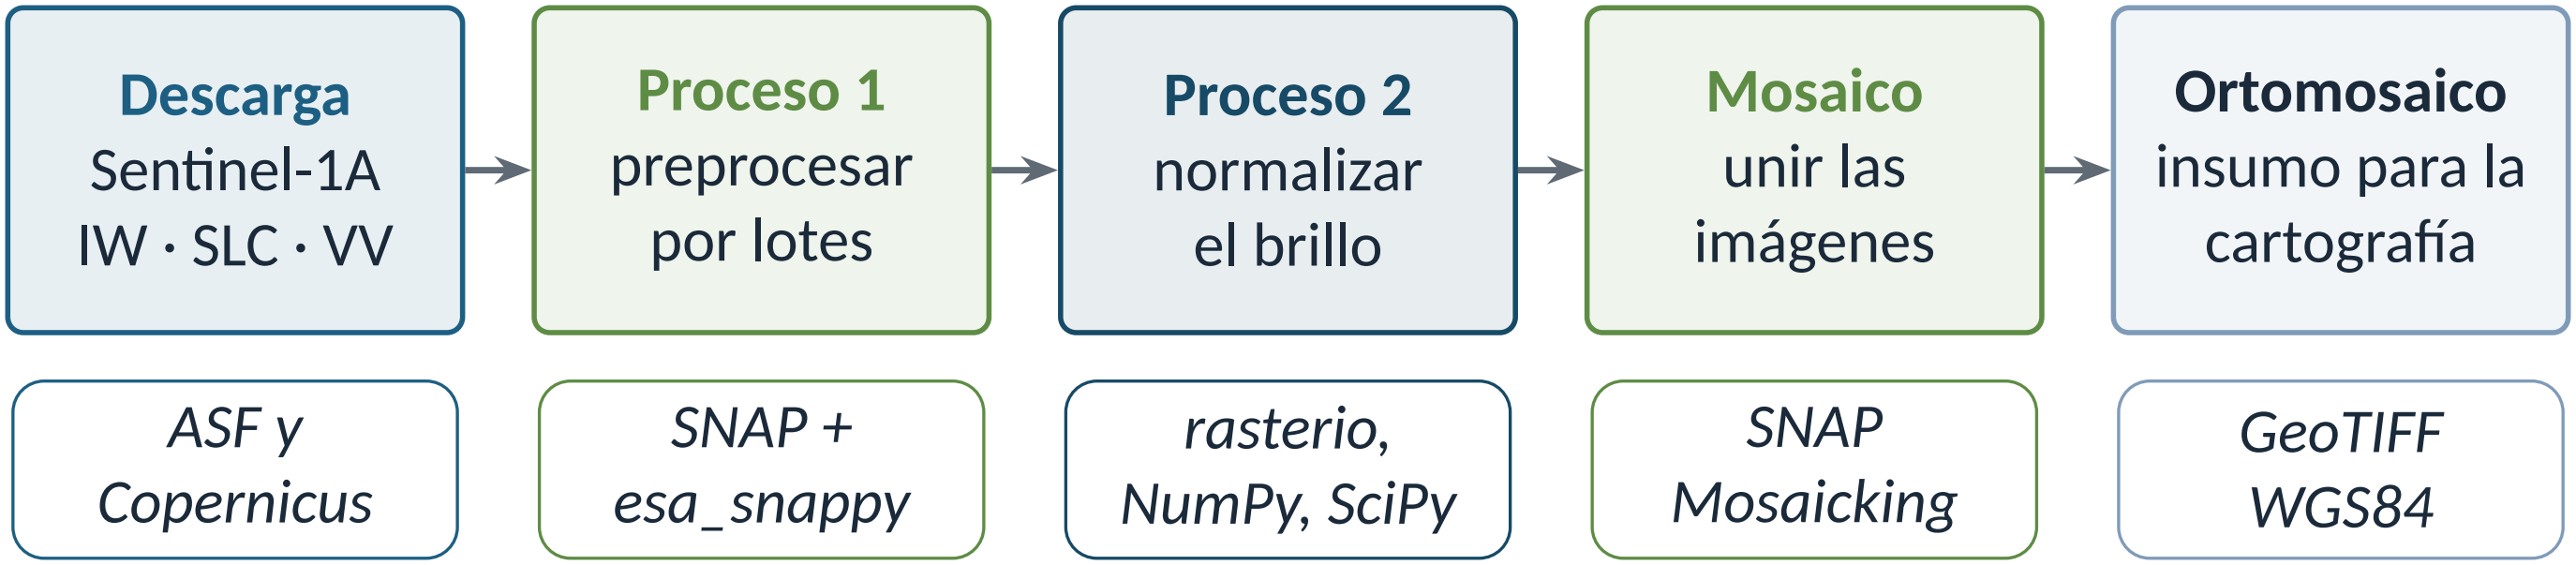 Descarga
Sentinel-1A
IW · SLC · VV
Proceso 1
preprocesar
por lotes
Proceso 2
normalizar
el brillo
Mosaico
unir las
imágenes
Ortomosaico
insumo para la
cartografía
ASF y
Copernicus
SNAP +
esa_snappy
rasterio,
NumPy, SciPy
SNAP
Mosaicking
GeoTIFF
WGS84